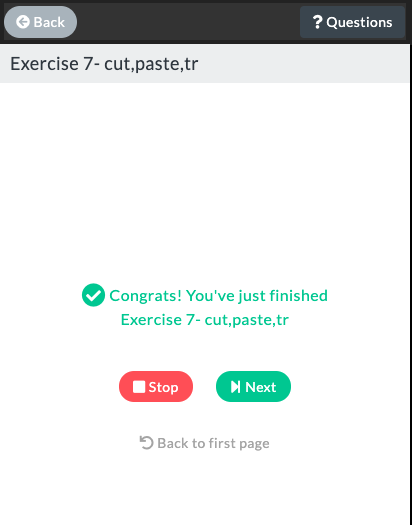 Back
? Questions
Exercise 7- cut,paste,tr
Congrats! You've just finished
Exercise 7- cut,paste,tr
Stop
Next
Back to first page